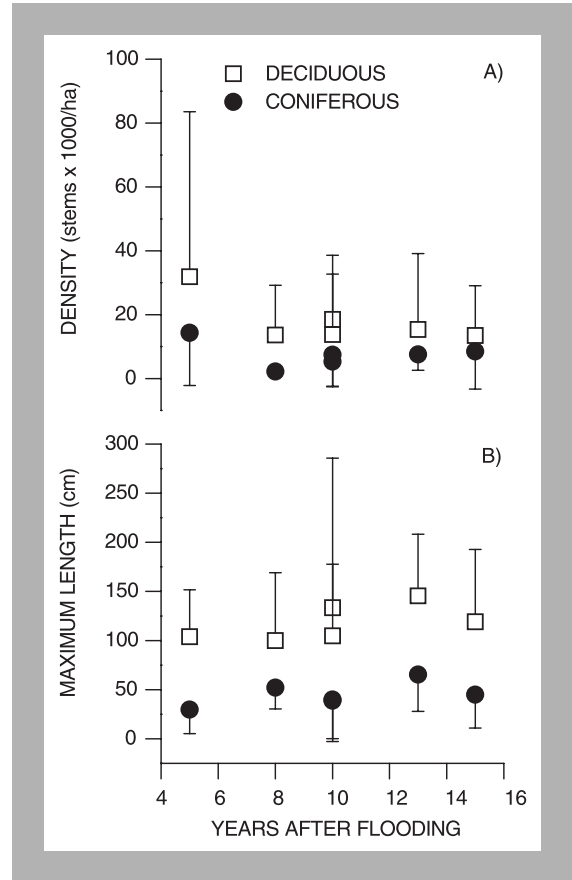 A)
DECIDUOUS
CONIFEROUS
DENSITY (stems x 1000/ha)
100
80
60
40
20
0
B)
MAXIMUM LENGTH (cm)
300
250
200
150
100
50
0
4 6 8 10 12 14 16
YEARS AFTER FLOODING